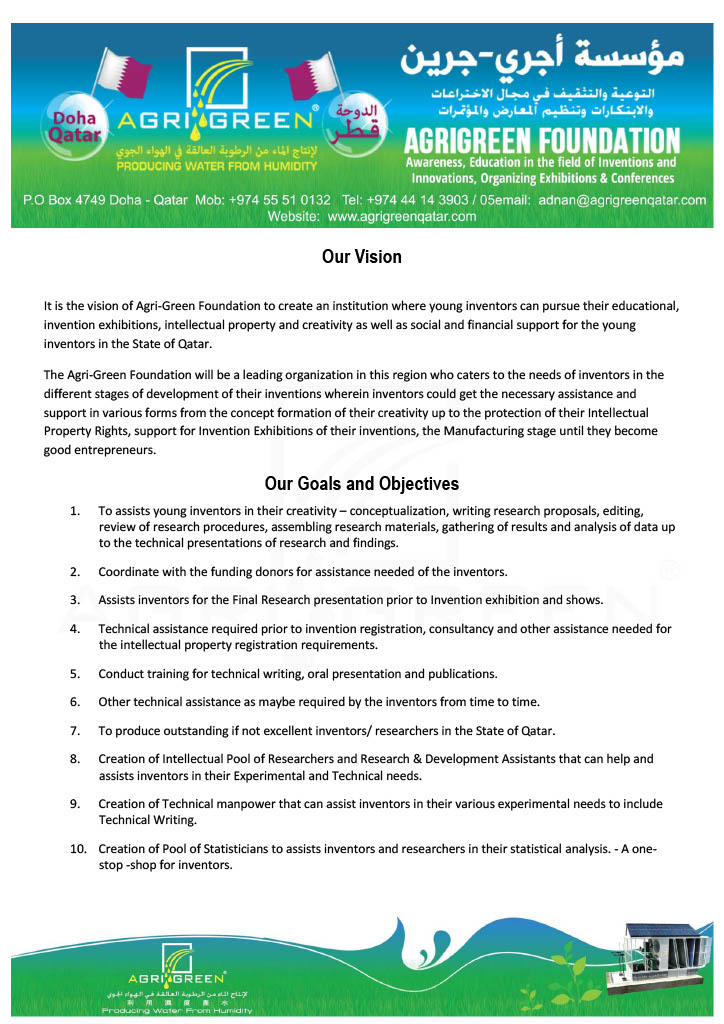 Doha
Qatar
AGRIGREEN®
الدوحة
قطر
لإنتاج الماء من الرطوبة العالقة في الهواء الجوي
PRODUCING WATER FROM HUMIDITY
مؤسسة أجري-جرين
التوعية والتثقيف في مجال الاختراعات
والابتكارات وتنظيم المعارض والمؤتمرات
AGRIGREEN FOUNDATION
Awareness, Education in the field of Inventions and
Innovations, Organizing Exhibitions & Conferences
P.O Box 4749 Doha - Qatar Mob: +974 55 51 0132 Tel: +974 44 14 3903 / 05email: adnan@agrigreenqatar.com
Website: www.agrigreenqatar.com
Our Vision
It is the vision of Agri-Green Foundation to create an institution where young inventors can pursue their educational,
invention exhibitions, intellectual property and creativity as well as social and financial support for the young
inventors in the State of Qatar.
The Agri-Green Foundation will be a leading organization in this region who caters to the needs of inventors in the
different stages of development of their inventions wherein inventors could get the necessary assistance and
support in various forms from the concept formation of their creativity up to the protection of their Intellectual
Property Rights, support for Invention Exhibitions of their inventions, the Manufacturing stage until they become
good entrepreneurs.
Our Goals and Objectives
1. To assists young inventors in their creativity – conceptualization, writing research proposals, editing,
review of research procedures, assembling research materials, gathering of results and analysis of data up
to the technical presentations of research and findings.
2. Coordinate with the funding donors for assistance needed of the inventors.
3. Assists inventors for the Final Research presentation prior to Invention exhibition and shows.
4. Technical assistance required prior to invention registration, consultancy and other assistance needed for
the intellectual property registration requirements.
5. Conduct training for technical writing, oral presentation and publications.
6. Other technical assistance as maybe required by the inventors from time to time.
7. To produce outstanding if not excellent inventors/ researchers in the State of Qatar.
8. Creation of Intellectual Pool of Researchers and Research & Development Assistants that can help and
assists inventors in their Experimental and Technical needs.
9. Creation of Technical manpower that can assist inventors in their various experimental needs to include
Technical Writing.
10. Creation of Pool of Statisticians to assists inventors and researchers in their statistical analysis. - A one-
stop -shop for inventors.
AGRIGREEN®
لإنتاج الماء من الرطوبة العالقة في الهواء الجوي
利 用 濕 度 產 水
Producing Water From Humidity